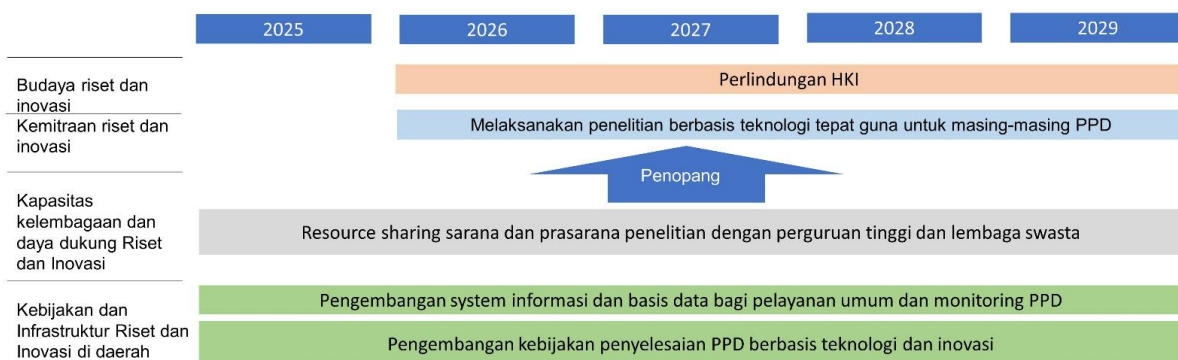 2025
2026
2027
2028
2029
Budaya riset dan
inovasi
Perlindungan HKI
Kemitraan riset dan
inovasi
Melaksanakan penelitian berbasis teknologi tepat guna untuk masing-masing PPD
Penopang
Kapasitas
kelembagaan dan
daya dukung Riset
dan Inovasi
Resource sharing sarana dan prasarana penelitian dengan perguruan tinggi dan lembaga swasta
Kebijakan dan
Infrastruktur Riset dan
Inovasi di daerah
Pengembangan system informasi dan basis data bagi pelayanan umum dan monitoring PPD
Pengembangan kebijakan penyelesaian PPD berbasis teknologi dan inovasi